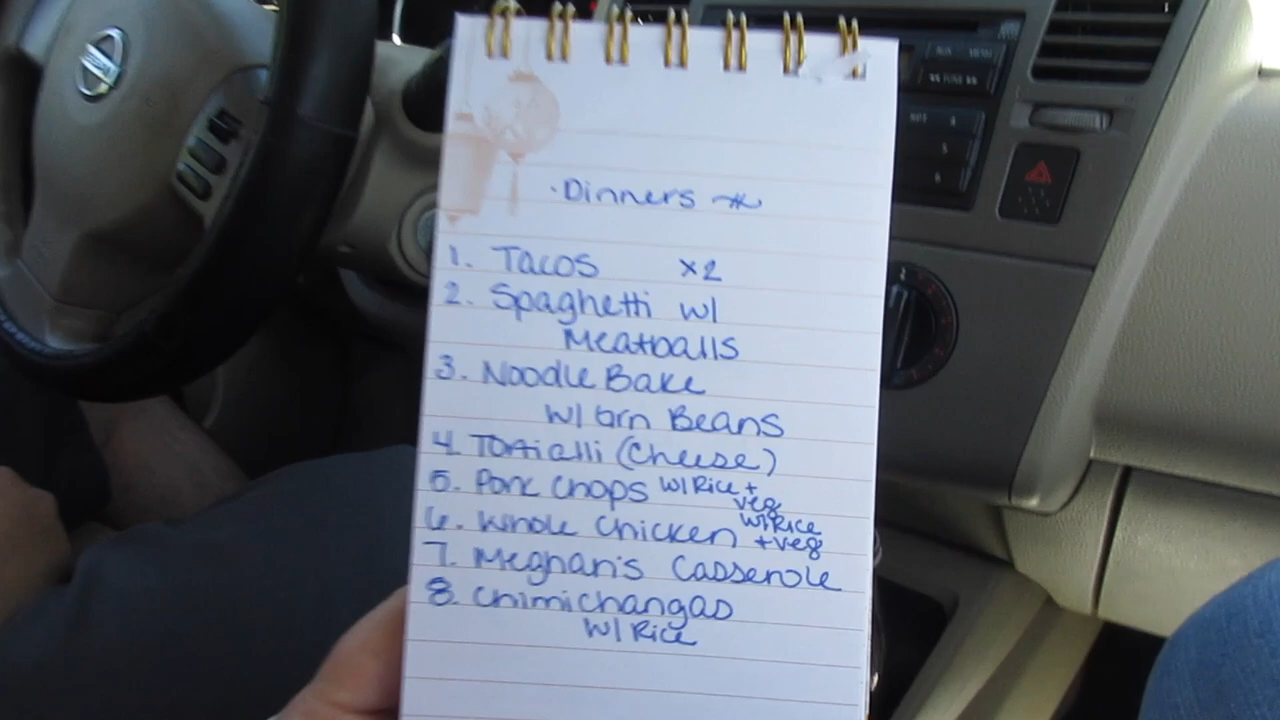 · Dinners
1. Tacos x2
2. Spaghetti w/
Meatballs
3. Noodle Bake
w/ Grn Beans
4. Tortialli (Cheese)
5. Pork Chops w/ Rice +
veg
6. Whole Chicken w/ Rice
+ veg
7. Meghan's Casserole
8. Chimichangas
w/ Rice